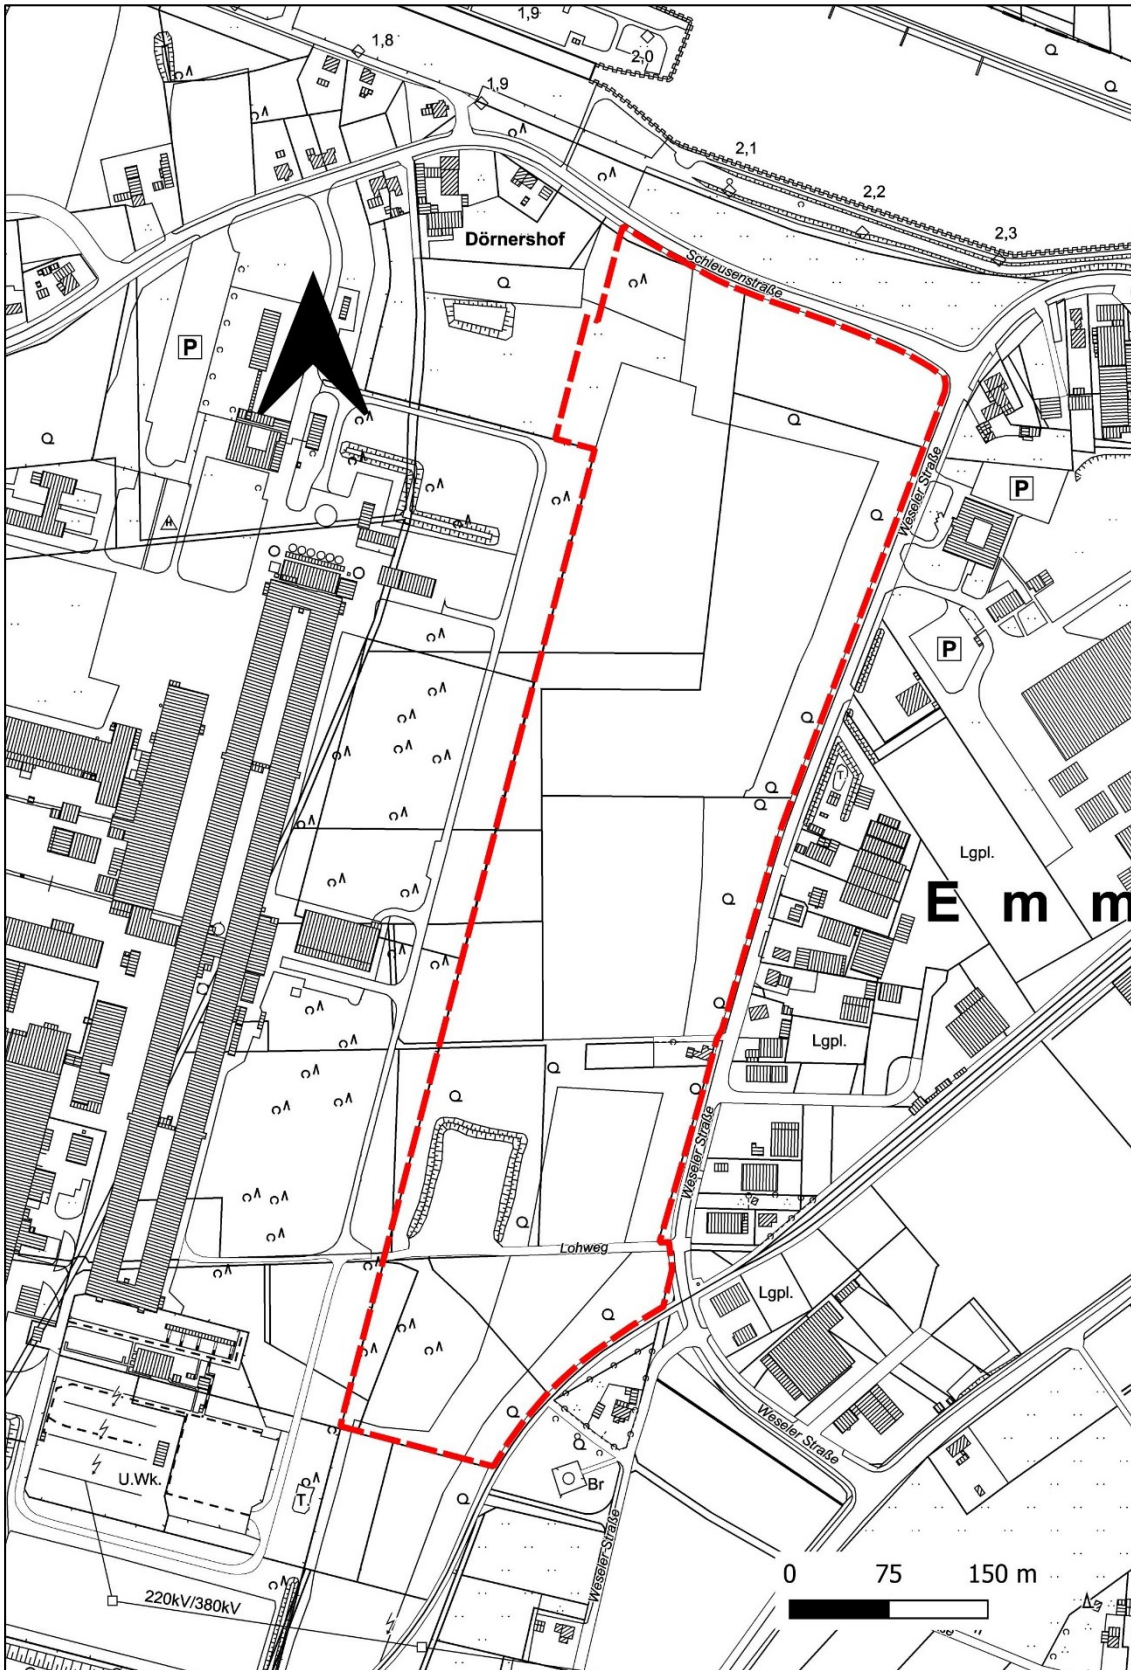 1,9
1,8
2,0
1,9
2,1
2,2
2,3
Dörnershof
Schleusenstraße
P
Weseler Straße
P
H
P
T.
Lgpl.
E m m
Lgpl.
Weseler Straße
Lohweg
Lgpl.
Weseler Straße
U.Wk.
T.
Br
Weseler Straße
220kV/380kV
0 75 150 m